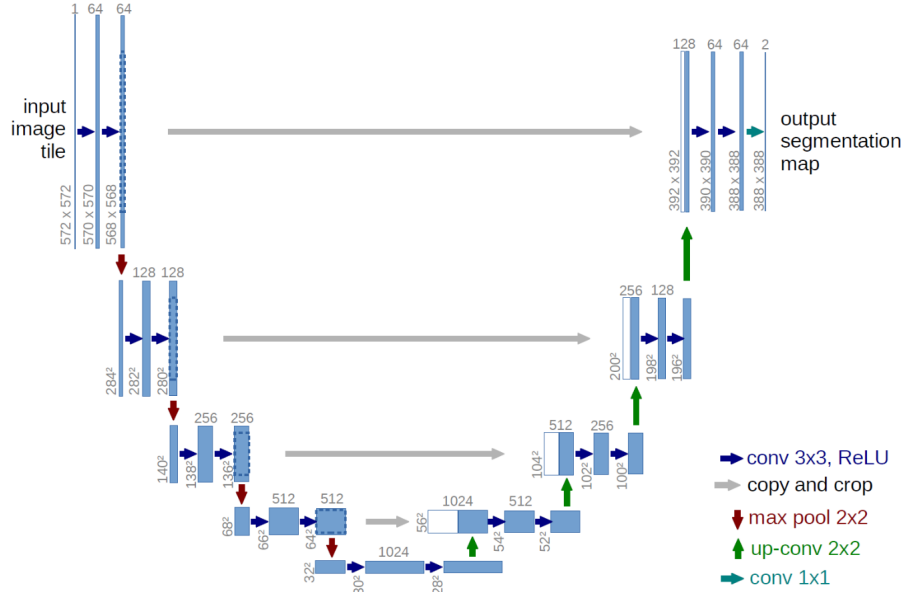 1 64 64
128 64 64 2
input
image
tile
output
segmentation
map
572 x 572
570 x 570
568 x 568
392 x 392
390 x 390
388 x 388
388 x 388
128 128
256 128
284²
282²
280²
200²
198²
196²
256 256
512 256
140²
138²
136²
104²
102²
100²
512 512
1024 512
68²
66²
64²
56²
54²
52²
1024
32²
30²
28²
conv 3x3, ReLU
copy and crop
max pool 2x2
up-conv 2x2
conv 1x1